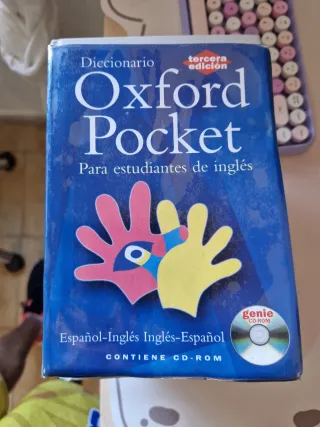 Diccionario
tercera
edición
Oxford
Pocket
Para estudiantes de inglés
genie
CD-ROM
Español-Inglés Inglés-Español
CONTIENE CD-ROM